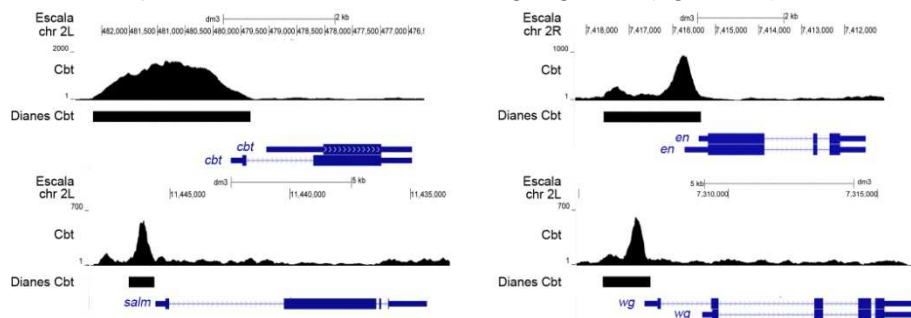 Escala dm3 2 kb
chr 2L 482,000 481,500 481,000 480,500 480,000 479,500 478,500 478,000 477,500 477,000 476,5
2000
Cbt
1
Dianes Cbt
cbt
cbt
Escala dm3 2 kb
chr 2R 7,418,000 7,417,000 7,416,000 7,415,000 7,414,000 7,413,000 7,412,000
1000
Cbt
1
Dianes Cbt
en
en
Escala dm3 5 kb
chr 2L 11,445,000 11,440,000 11,435,000
700
Cbt
1
Dianes Cbt
salm
Escala 5 kb dm3
chr 2L 7,310,000 7,315,000
700
Cbt
1
Dianes Cbt
wg
wg